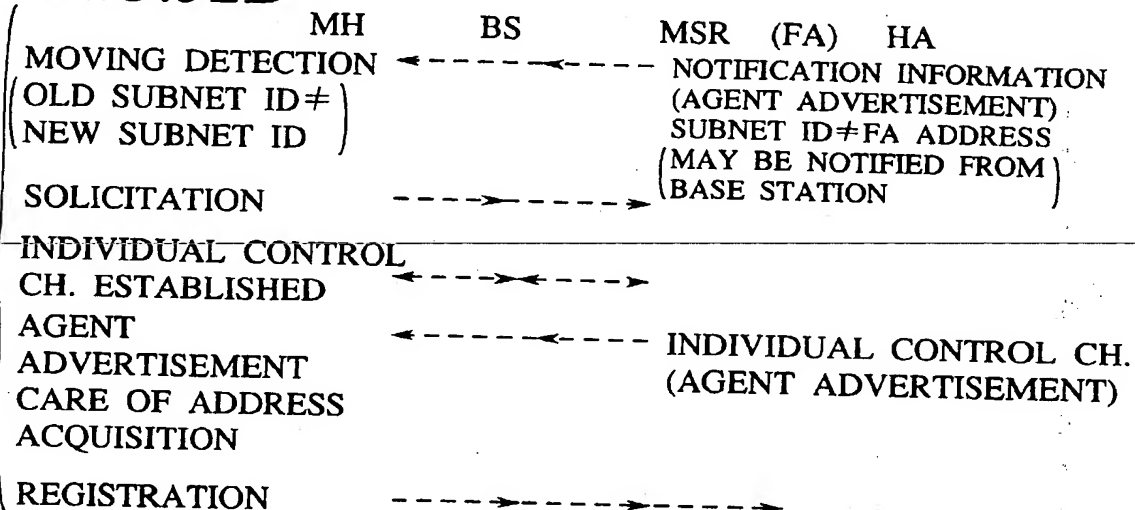 MH BS MSR (FA) HA
MOVING DETECTION
(OLD SUBNET ID≠
NEW SUBNET ID)
NOTIFICATION INFORMATION
(AGENT ADVERTISEMENT)
SUBNET ID≠FA ADDRESS
(MAY BE NOTIFIED FROM
BASE STATION)
SOLICITATION
INDIVIDUAL CONTROL
CH. ESTABLISHED
AGENT
ADVERTISEMENT
CARE OF ADDRESS
ACQUISITION
INDIVIDUAL CONTROL CH.
(AGENT ADVERTISEMENT)
REGISTRATION